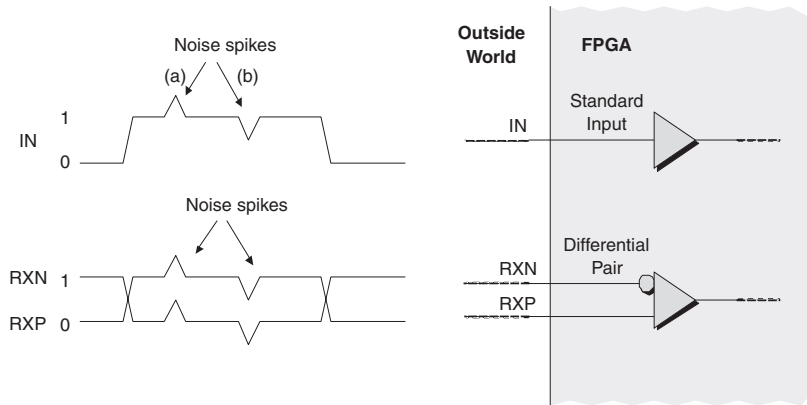 Noise spikes
(a)
(b)
IN
1
0
Noise spikes
RXN
1
RXP
0
Outside
World
FPGA
Standard
Input
IN
Differential
Pair
RXN
RXP